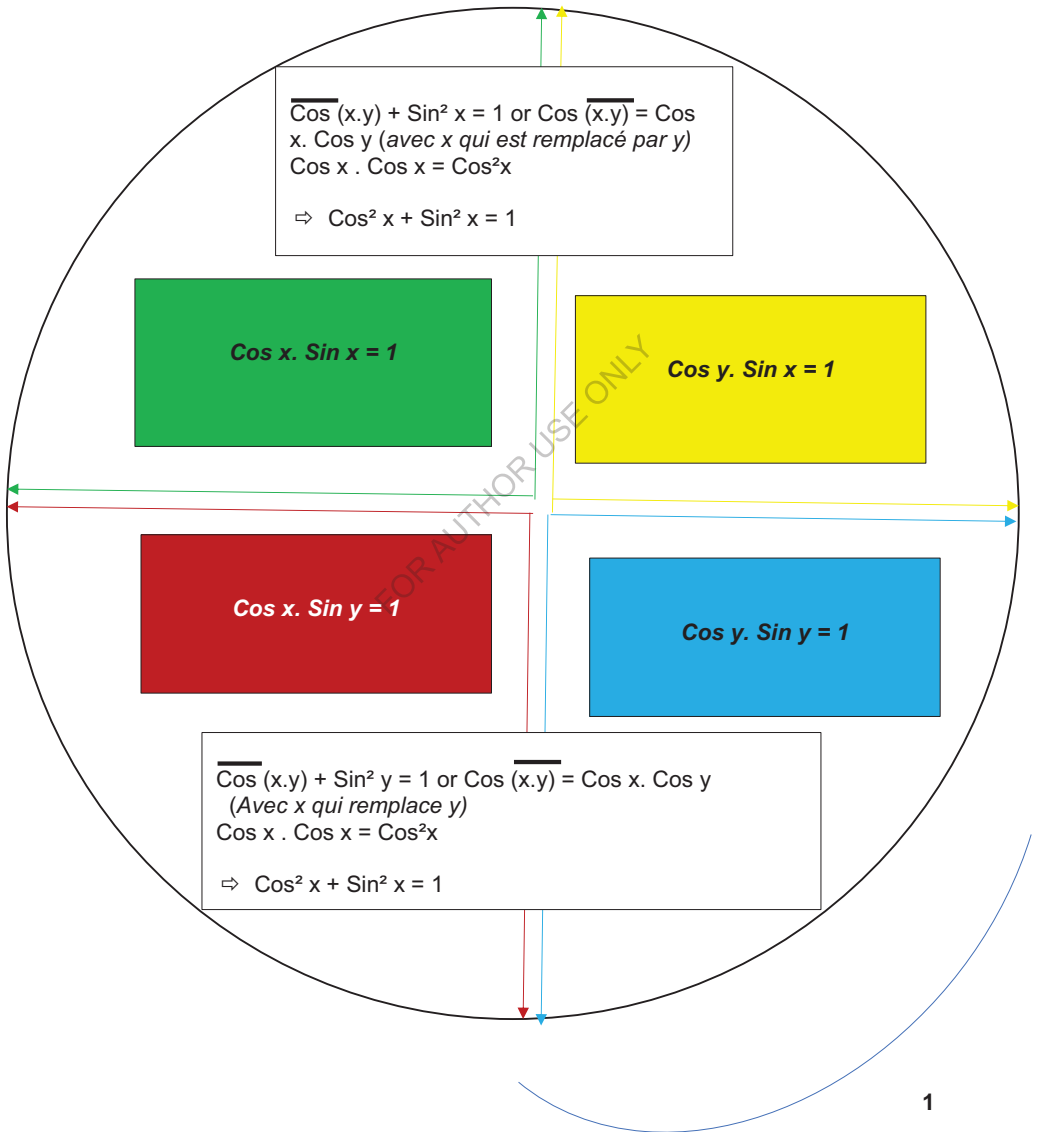 C̅o̅s̅ (x.y) + Sin² x = 1 or Cos (̅x̅.̅y̅)̅ = Cos
x. Cos y (avec x qui est remplacé par y)
Cos x . Cos x = Cos²x
⇨ Cos² x + Sin² x = 1
Cos x. Sin x = 1
Cos y. Sin x = 1
FOR AUTHOR USE ONLY
Cos x. Sin y = 1
Cos y. Sin y = 1
C̅o̅s̅ (x.y) + Sin² y = 1 or Cos (̅x̅.̅y̅)̅ = Cos x. Cos y
(Avec x qui remplace y)
Cos x . Cos x = Cos²x
⇨ Cos² x + Sin² x = 1
1